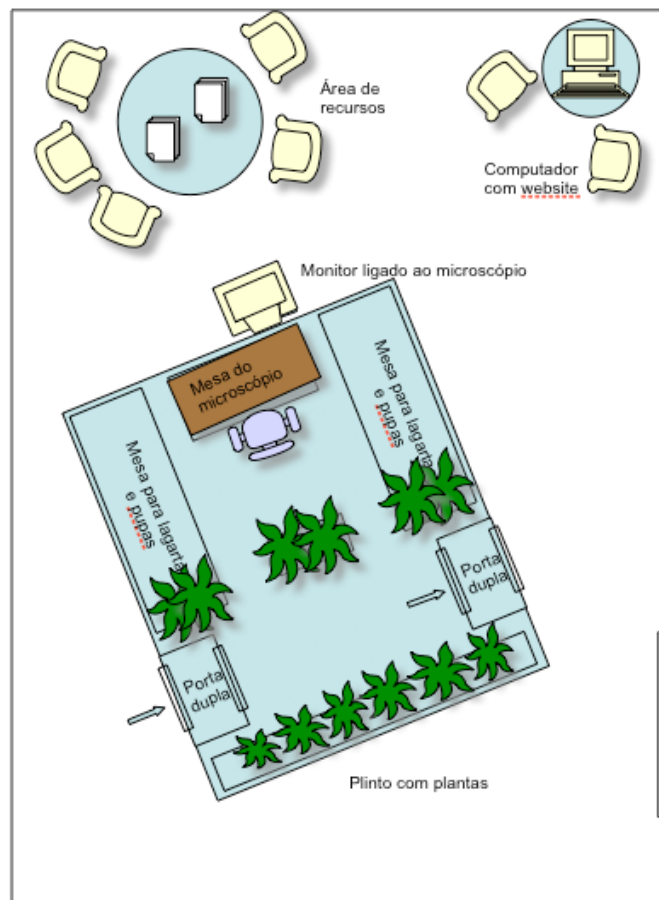 Área de
recursos
Computador
com website
Monitor ligado ao microscópio
Mesa do
microscópio
Mesa para lagarta
e pupas
Mesa para lagarta
e pupas
Porta
dupla
Porta
dupla
Plinto com plantas